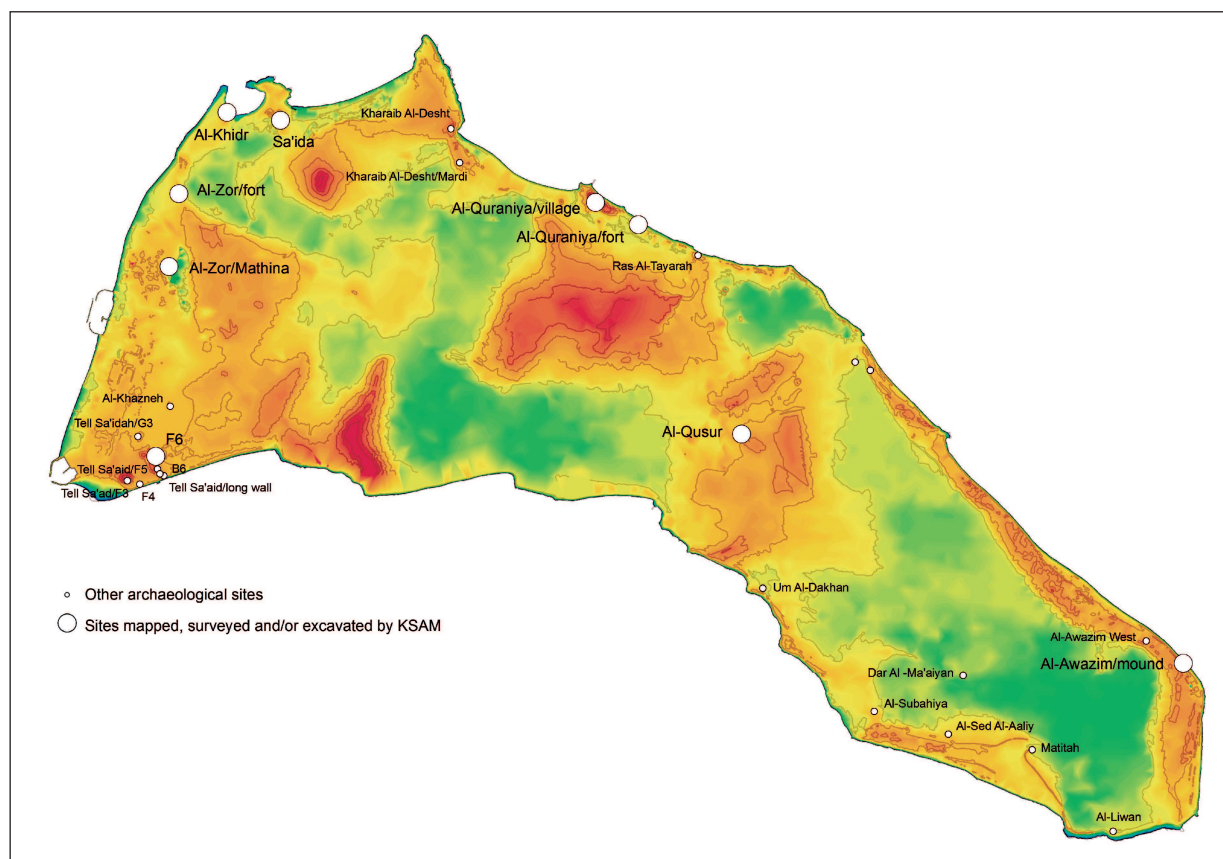 Kharaib Al-Desht
Al-Khidr
Sa'ida
Kharaib Al-Desht/Mardi
Al-Zor/fort
Al-Quraniya/village
Al-Quraniya/fort
Al-Zor/Mathina
Ras Al-Tayarah
Al-Khazneh
Tell Sa'idah/G3
F6
Al-Qusur
Tell Sa'aid/F5
B6
Tell Sa'aid/long wall
Tell Sa'ad/F3
F4
Um Al-Dakhan
Other archaeological sites
Sites mapped, surveyed and/or excavated by KSAM
Al-Awazim West
Al-Awazim/mound
Dar Al -Ma'aiyan
Al-Subahiya
Al-Sed Al-Aaliy
Matitah
Al-Liwan